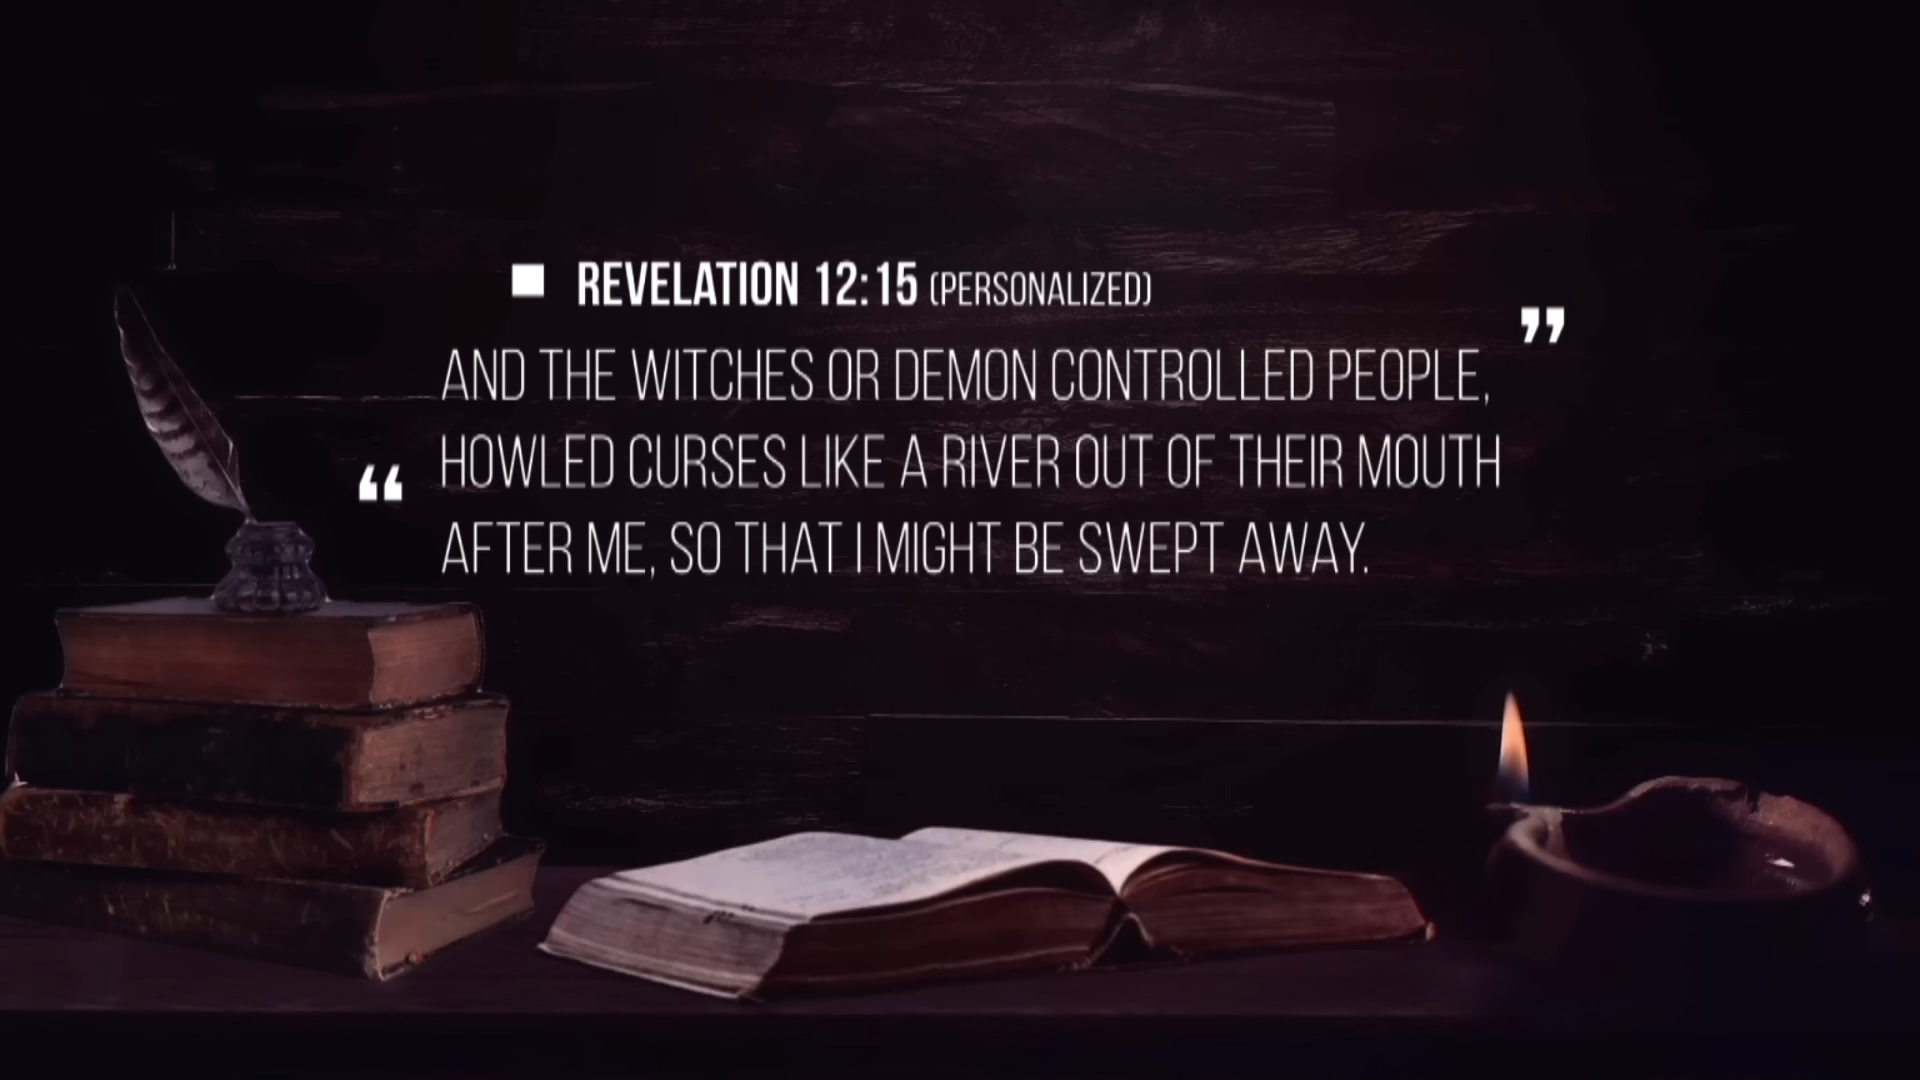 REVELATION 12:15 (PERSONALIZED)
“AND THE WITCHES OR DEMON CONTROLLED PEOPLE,
HOWLED CURSES LIKE A RIVER OUT OF THEIR MOUTH
AFTER ME, SO THAT I MIGHT BE SWEPT AWAY.”